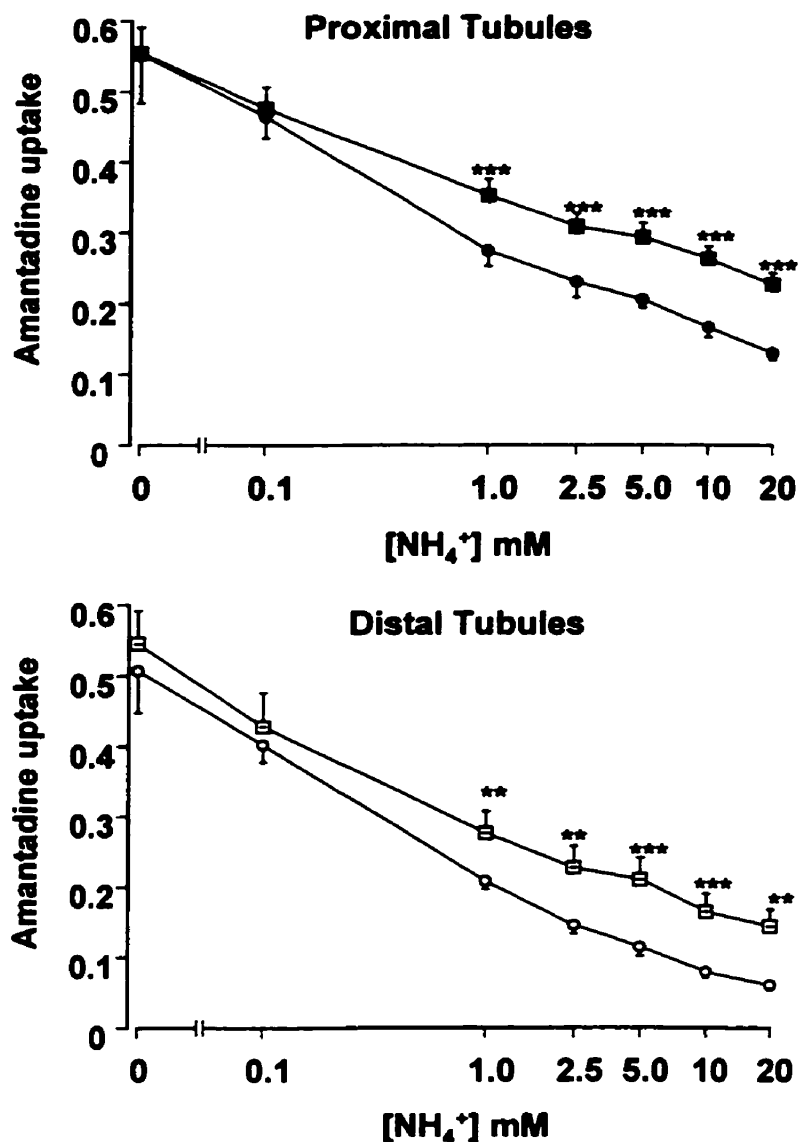 Proximal Tubules
Amantadine uptake
0.6
0.5
0.4
0.3
0.2
0.1
0
*** *** *** *** ***
0 0.1 1.0 2.5 5.0 10 20
[NH₄⁺] mM
Distal Tubules
Amantadine uptake
0.6
0.5
0.4
0.3
0.2
0.1
0
** ** *** *** **
0 0.1 1.0 2.5 5.0 10 20
[NH₄⁺] mM